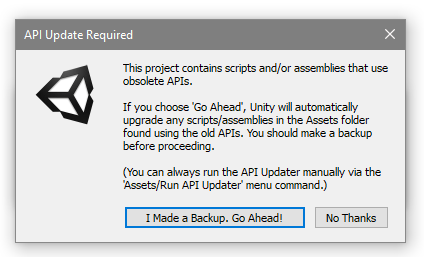 API Update Required
This project contains scripts and/or assemblies that use
obsolete APIs.
If you choose 'Go Ahead', Unity will automatically
upgrade any scripts/assemblies in the Assets folder
found using the old APIs. You should make a backup
before proceeding.
(You can always run the API Updater manually via the
'Assets/Run API Updater' menu command.)
I Made a Backup. Go Ahead!
No Thanks